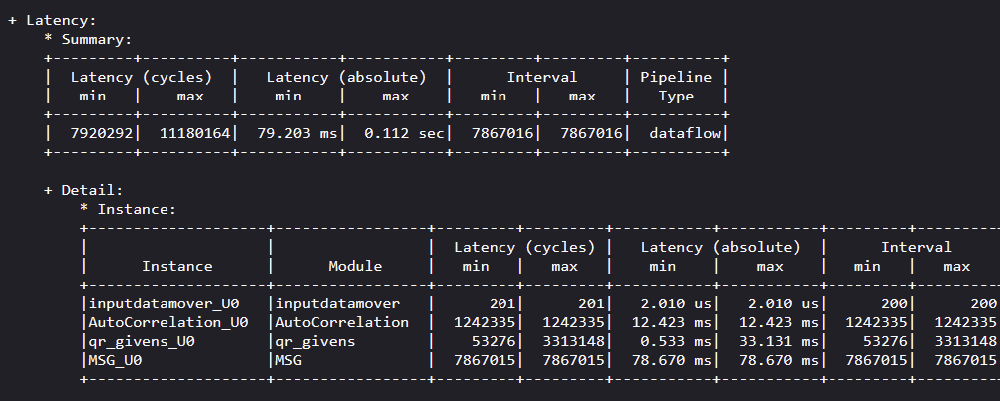 + Latency:
    * Summary:
    +---------+----------+-----------+-----------+---------+---------+----------+
    |  Latency (cycles)  |   Latency (absolute)  |      Interval     | Pipeline |
    |   min   |    max   |    min    |    max    |   min   |   max   |   Type   |
    +---------+----------+-----------+-----------+---------+---------+----------+
    |  7920292|  11180164|  79.203 ms|  0.112 sec|  7867016|  7867016|  dataflow|
    +---------+----------+-----------+-----------+---------+---------+----------+
    + Detail:
        * Instance:
        +--------------------+-----------------+---------+---------+-----------+-----------+---------+---------
        |                    |                 |  Latency (cycles) |   Latency (absolute)  |      Interval
        |      Instance      |      Module     |   min   |   max   |    min    |    max    |   min   |   max
        +--------------------+-----------------+---------+---------+-----------+-----------+---------+---------
        |inputdatamover_U0   |inputdatamover   |      201|      201|   2.010 us|   2.010 us|      200|      200
        |AutoCorrelation_U0  |AutoCorrelation  |  1242335|  1242335|  12.423 ms|  12.423 ms|  1242335|  1242335
        |qr_givens_U0        |qr_givens        |    53276|  3313148|   0.533 ms|  33.131 ms|    53276|  3313148
        |MSG_U0              |MSG              |  7867015|  7867015|  78.670 ms|  78.670 ms|  7867015|  7867015
        +--------------------+-----------------+---------+---------+-----------+-----------+---------+---------